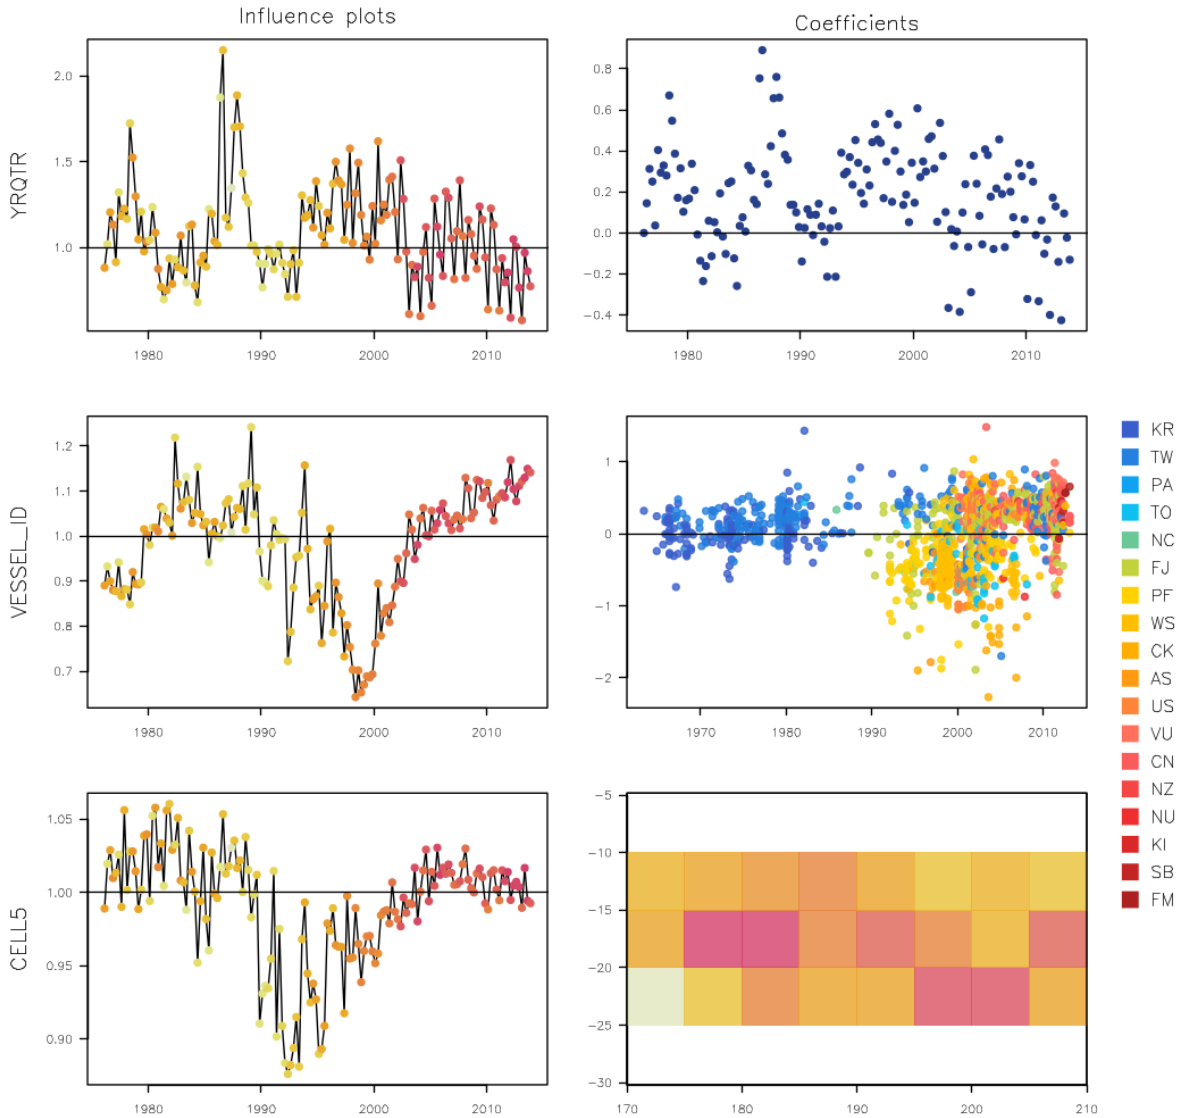 Influence plots
Coefficients
YRQTR
2.0
1.5
1.0
1980
1990
2000
2010
0.8
0.6
0.4
0.2
0.0
−0.2
−0.4
1980
1990
2000
2010
VESSEL_ID
1.2
1.1
1.0
0.9
0.8
0.7
1980
1990
2000
2010
1
0
−1
−2
1970
1980
1990
2000
2010
KR
TW
PA
TO
NC
FJ
PF
WS
CK
AS
US
VU
CN
NZ
NU
KI
SB
FM
CELL5
1.05
1.00
0.95
0.90
1980
1990
2000
2010
−5
−10
−15
−20
−25
−30
170
180
190
200
210